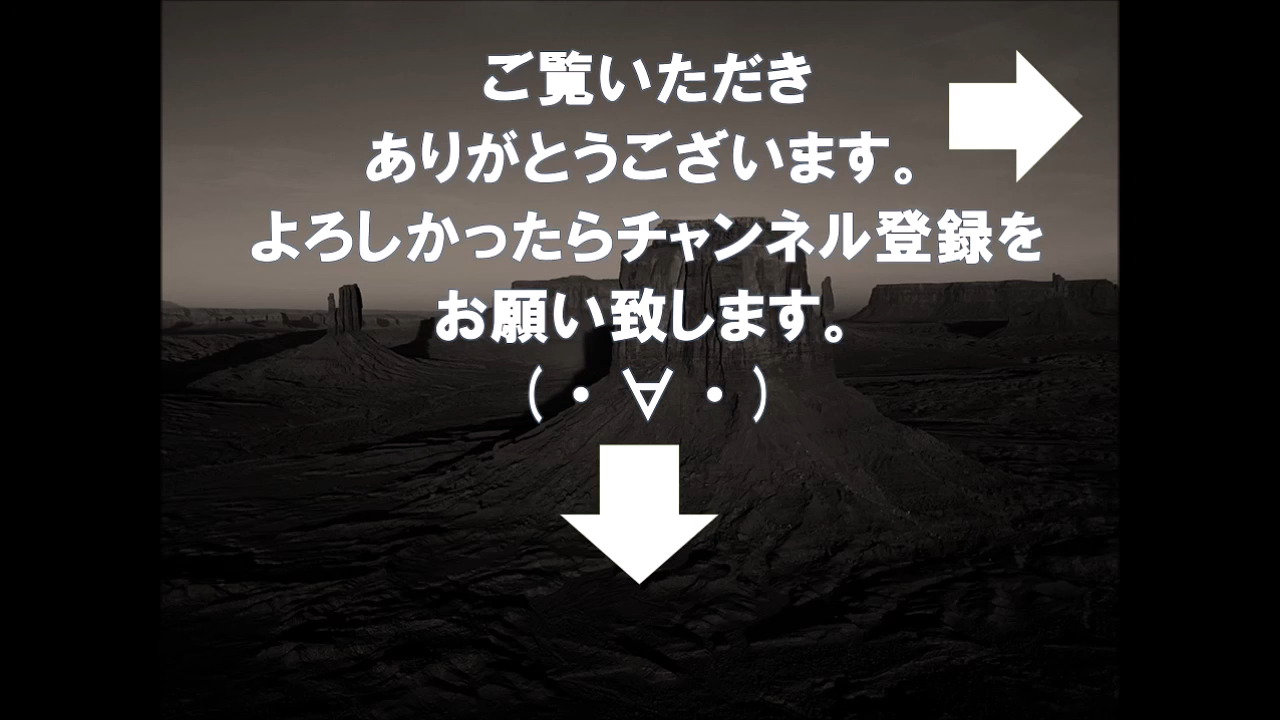 ご覧いただき
ありがとうございます。
よろしかったらチャンネル登録を
お願い致します。
(・∀・)